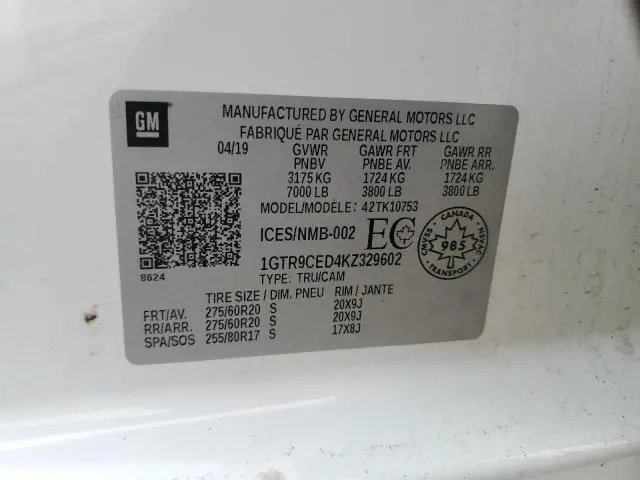 GM
MANUFACTURED BY GENERAL MOTORS LLC
FABRIQUÉ PAR GENERAL MOTORS LLC
04/19 GVWR GAWR FRT GAWR RR
PNBV PNBE AV. PNBE ARR.
3175 KG 1724 KG 1724 KG
7000 LB 3800 LB 3800 LB
MODEL/MODÈLE: 42TK10753
ICES/NMB-002 EC
CANADA
CMVSS 985 NSVAC
TRANSPORT
8624
1GTR9CED4KZ329602
TYPE: TRU/CAM
TIRE SIZE / DIM. PNEU RIM / JANTE
FRT/AV. 275/60R20 S 20X9J
RR/ARR. 275/60R20 S 20X9J
SPA/SOS 255/80R17 S 17X8J